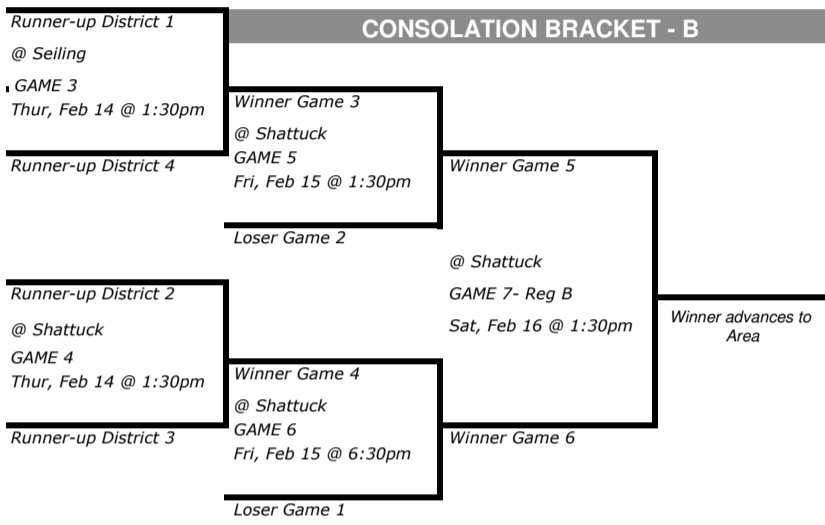 CONSOLATION BRACKET - B
Runner-up District 1
@ Seiling
GAME 3
Thur, Feb 14 @ 1:30pm
Runner-up District 4
Winner Game 3
@ Shattuck
GAME 5
Fri, Feb 15 @ 1:30pm
Loser Game 2
Runner-up District 2
@ Shattuck
GAME 4
Thur, Feb 14 @ 1:30pm
Runner-up District 3
Winner Game 4
@ Shattuck
GAME 6
Fri, Feb 15 @ 6:30pm
Loser Game 1
Winner Game 5
@ Shattuck
GAME 7- Reg B
Sat, Feb 16 @ 1:30pm
Winner Game 6
Winner advances to
Area